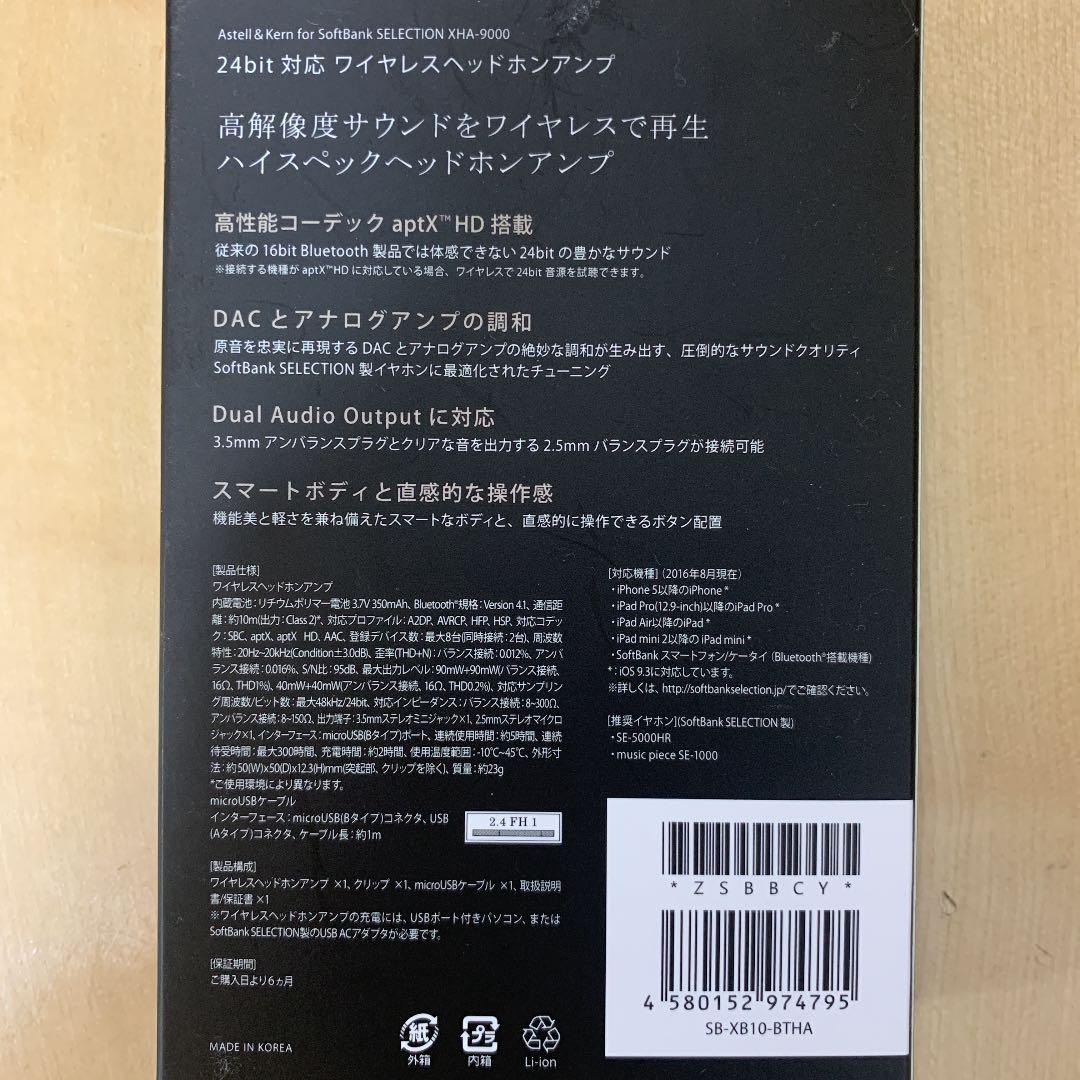 Astell&Kern for SoftBank SELECTION XHA-9000
24bit 対応 ワイヤレスヘッドホンアンプ
高解像度サウンドをワイヤレスで再生
ハイスペックヘッドホンアンプ
高性能コーデック aptX™ HD 搭載
従来の 16bit Bluetooth 製品では体感できない 24bit の豊かなサウンド
※接続する機種が aptX™HD に対応している場合、ワイヤレスで 24bit 音源を試聴できます。
DAC とアナログアンプの調和
原音を忠実に再現する DAC とアナログアンプの絶妙な調和が生み出す、圧倒的なサウンドクオリティ
SoftBank SELECTION 製イヤホンに最適化されたチューニング
Dual Audio Output に対応
3.5mm アンバランスプラグとクリアな音を出力する 2.5mm バランスプラグが接続可能
スマートボディと直感的な操作感
機能美と軽さを兼ね備えたスマートなボディと、直感的に操作できるボタン配置
[製品仕様]
ワイヤレスヘッドホンアンプ
内蔵電池：リチウムポリマー電池 3.7V 350mAh、Bluetooth®規格：Version 4.1、通信距
離：約10m(出力：Class 2)*、対応プロファイル：A2DP, AVRCP, HFP, HSP、対応コデッ
ク：SBC, aptX, aptX HD, AAC、登録デバイス数：最大8台(同時接続：2台)、周波数
特性：20Hz~20kHz(Condition±3.0dB)、歪率(THD+N)：バランス接続：0.012%、アンバ
ランス接続：0.016%、S/N比：95dB、最大出力レベル：90mW+90mW(バランス接続、
16Ω, THD1%)、40mW+40mW(アンバランス接続、16Ω, THD0.2%)、対応サンプリン
グ周波数/ビット数：最大48kHz/24bit、対応インピーダンス：バランス接続：8~300Ω、
アンバランス接続：8~150Ω、出力端子：3.5mmステレオミニジャック×1、2.5mmステレオマイクロ
ジャック×1、インターフェース：microUSB(Bタイプ)ポート、連続使用時間：約5時間、連続
待受時間：最大300時間、充電時間：約2時間、使用温度範囲：-10℃~45℃、外形寸
法：約50(W)x50(D)x12.3(H)mm(突起部、クリップを除く)、質量：約23g
*ご使用環境により異なります。
microUSBケーブル
インターフェース：microUSB(Bタイプ)コネクタ、USB
(Aタイプ)コネクタ、ケーブル長：約1m
2.4 FH 1
[製品構成]
ワイヤレスヘッドホンアンプ ×1、クリップ ×1、microUSBケーブル ×1、取扱説明
書/保証書 ×1
※ワイヤレスヘッドホンアンプの充電には、USBポート付きパソコン、または
SoftBank SELECTION製のUSB ACアダプタが必要です。
[保証期間]
ご購入日より6ヵ月
MADE IN KOREA
紙
外箱
プラ
内箱
Li-ion
[対応機種]（2016年8月現在）
・iPhone 5以降のiPhone *
・iPad Pro(12.9-inch)以降のiPad Pro *
・iPad Air以降のiPad *
・iPad mini 2以降の iPad mini *
・SoftBank スマートフォン/ケータイ (Bluetooth®搭載機種)
*：iOS 9.3に対応しています。
※詳しくは、http://softbankselection.jp/でご確認ください。
[推奨イヤホン](SoftBank SELECTION 製)
・SE-5000HR
・music piece SE-1000
* Z S B B C Y *
4 580152 974795
SB-XB10-BTHA